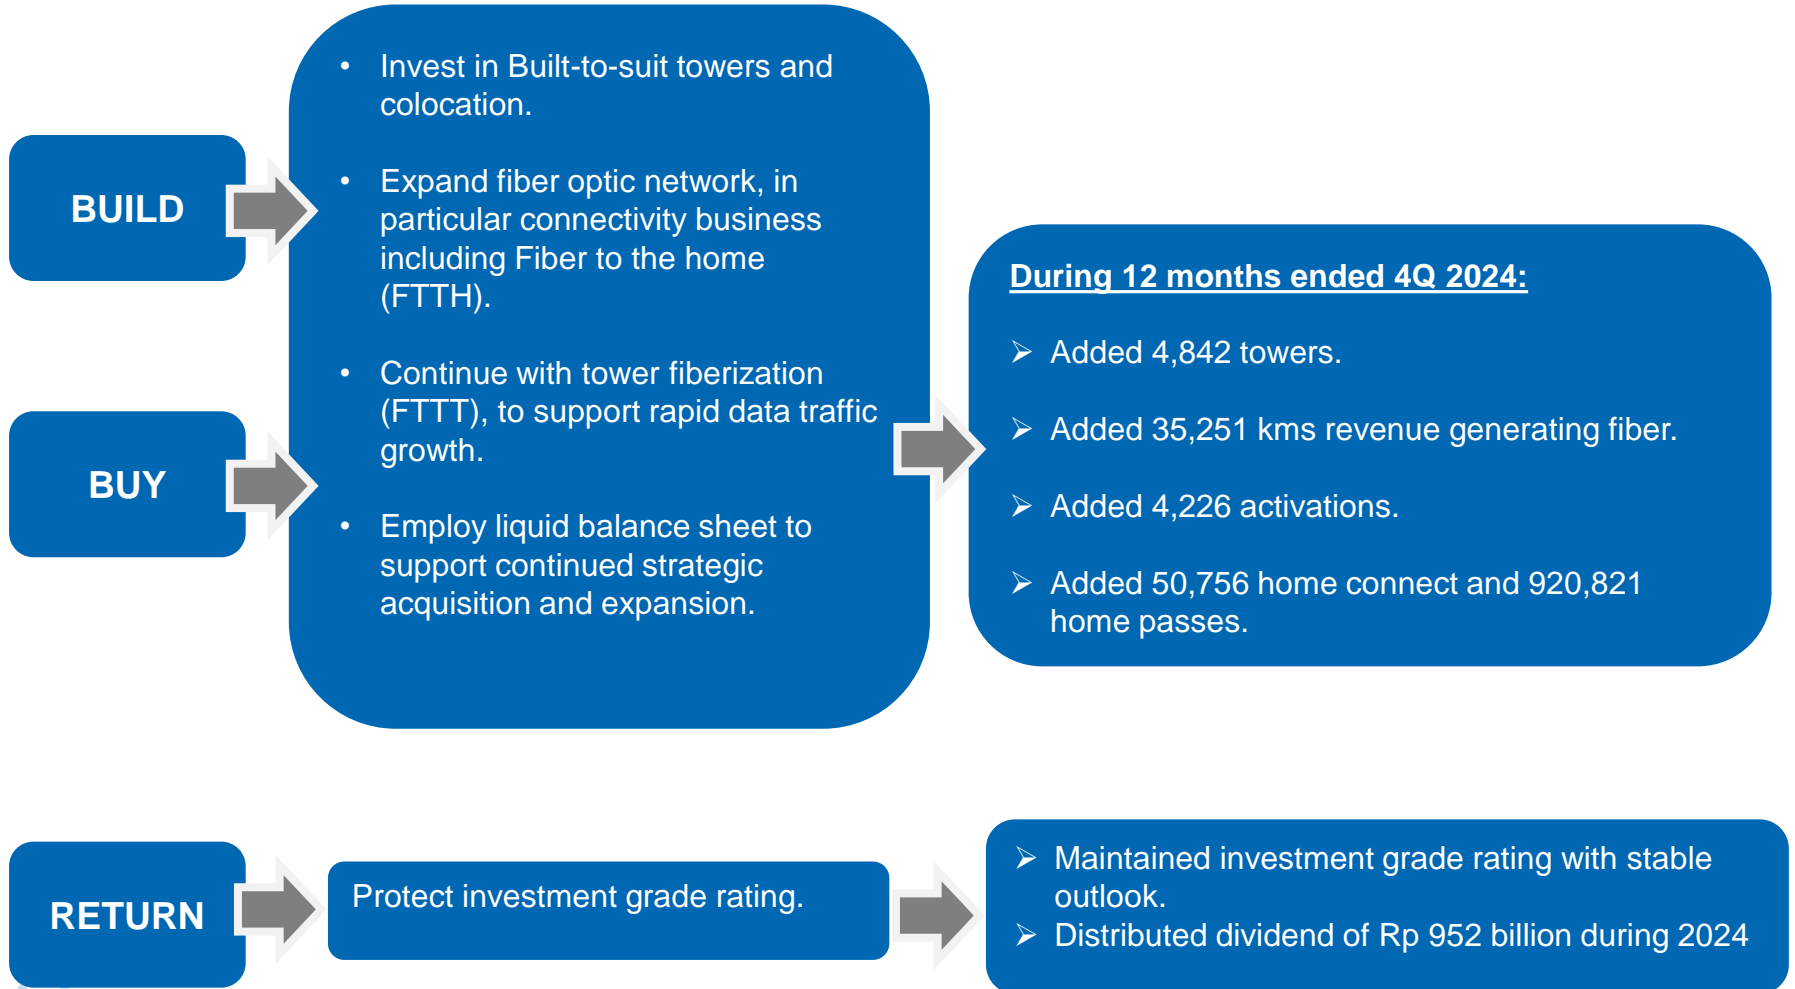 BUILD
• Invest in Built-to-suit towers and
colocation.
• Expand fiber optic network, in
particular connectivity business
including Fiber to the home
(FTTH).
BUY
• Continue with tower fiberization
(FTTT), to support rapid data traffic
growth.
• Employ liquid balance sheet to
support continued strategic
acquisition and expansion.
During 12 months ended 4Q 2024:
➢ Added 4,842 towers.
➢ Added 35,251 kms revenue generating fiber.
➢ Added 4,226 activations.
➢ Added 50,756 home connect and 920,821
home passes.
RETURN
Protect investment grade rating.
➢ Maintained investment grade rating with stable
outlook.
➢ Distributed dividend of Rp 952 billion during 2024